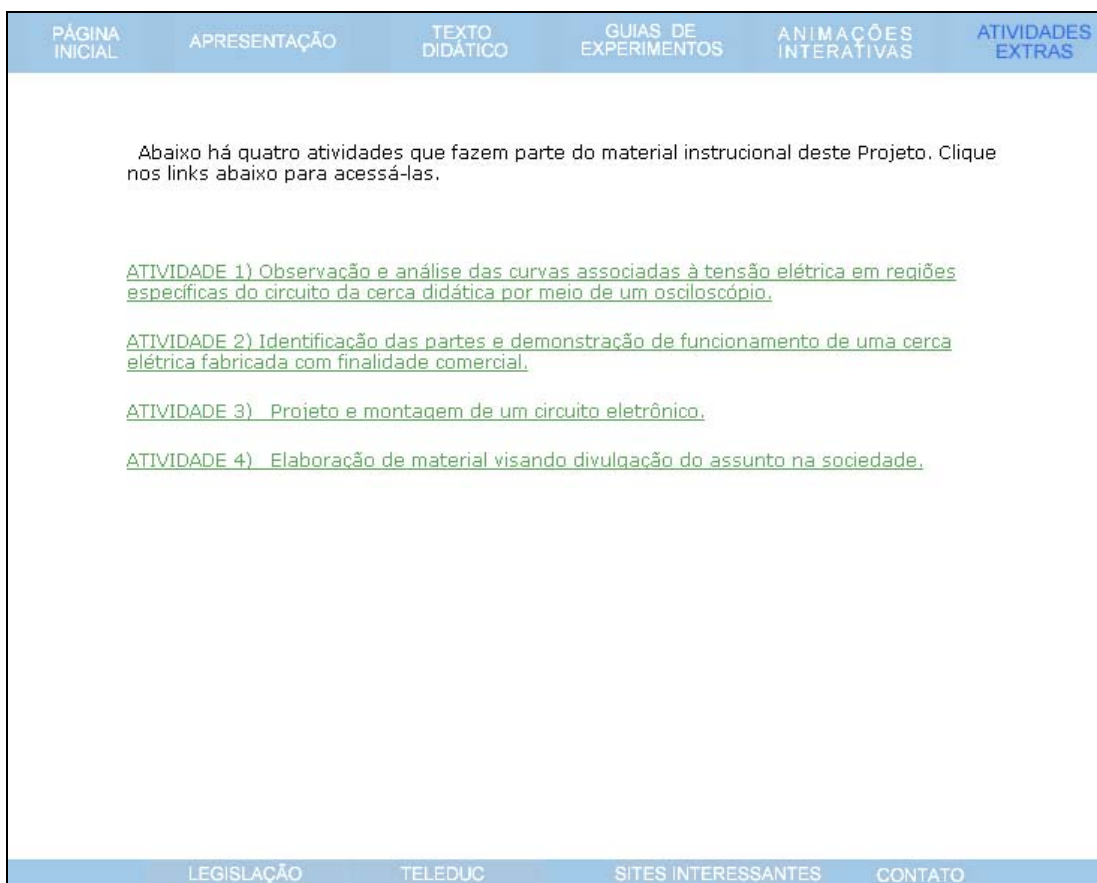 PÁGINA INICIAL
APRESENTAÇÃO
TEXTO DIDÁTICO
GUIAS DE EXPERIMENTOS
ANIMAÇÕES INTERATIVAS
ATIVIDADES EXTRAS
Abaixo há quatro atividades que fazem parte do material instrucional deste Projeto. Clique
nos links abaixo para acessá-las.
ATIVIDADE 1) Observação e análise das curvas associadas à tensão elétrica em regiões
específicas do circuito da cerca didática por meio de um osciloscópio.
ATIVIDADE 2) Identificação das partes e demonstração de funcionamento de uma cerca
elétrica fabricada com finalidade comercial.
ATIVIDADE 3) Projeto e montagem de um circuito eletrônico.
ATIVIDADE 4) Elaboração de material visando divulgação do assunto na sociedade.
LEGISLAÇÃO
TELEDUC
SITES INTERESSANTES
CONTATO